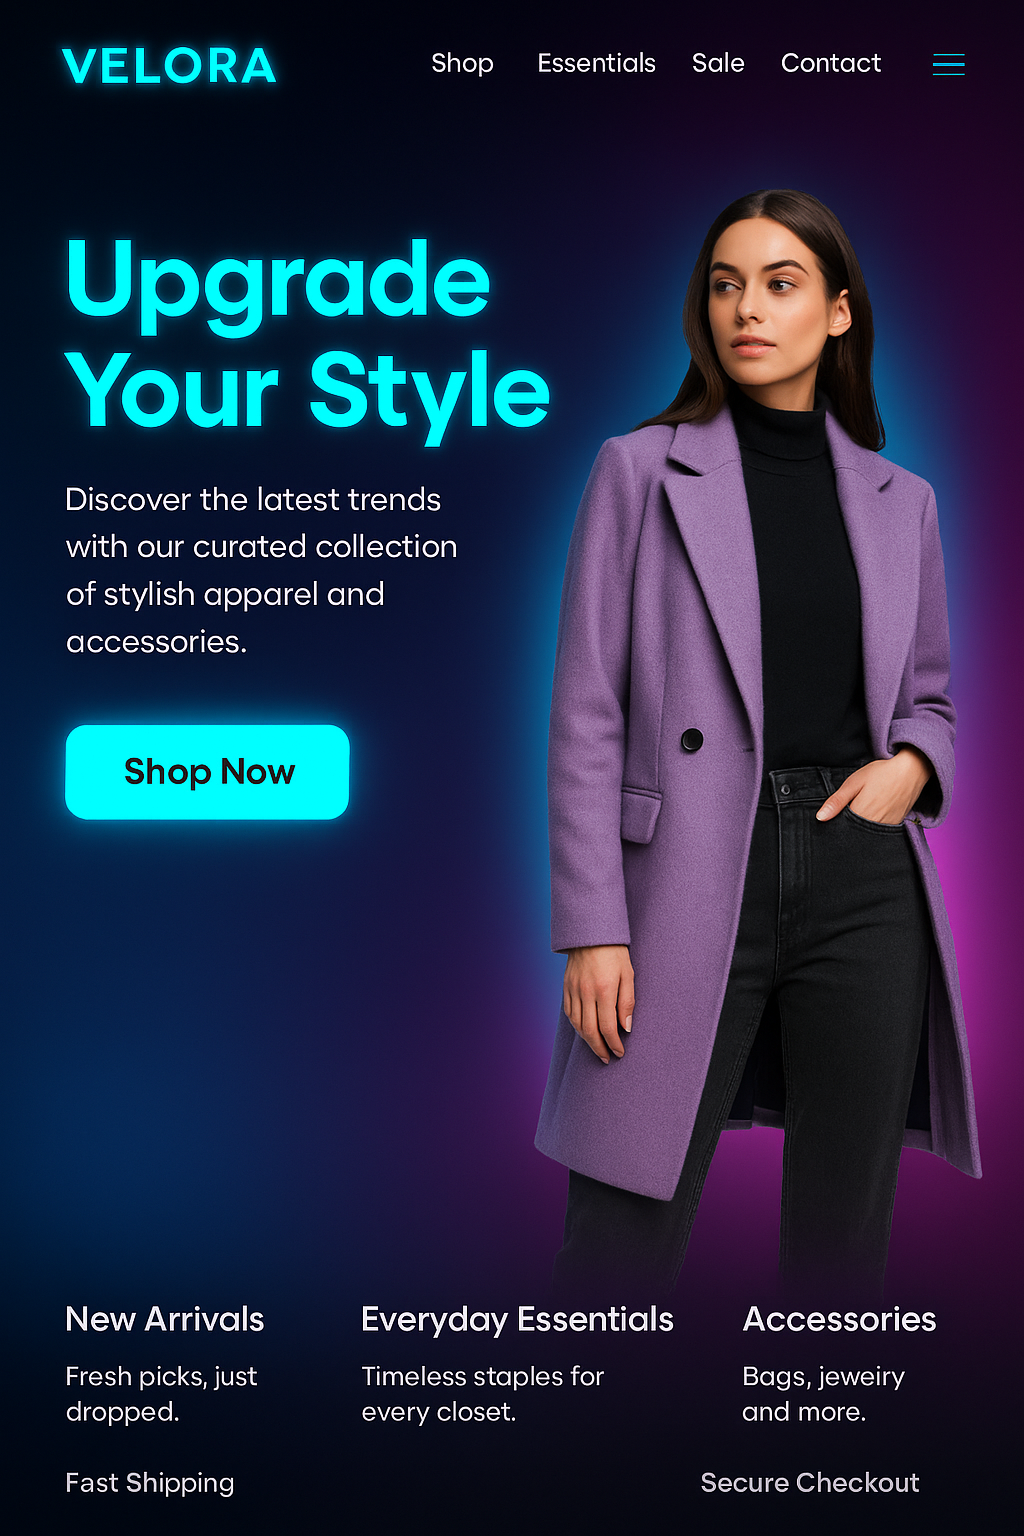 VELORA
Shop Essentials Sale Contact
Upgrade
Your Style
Discover the latest trends
with our curated collection
of stylish apparel and
accessories.
Shop Now
New Arrivals
Fresh picks, just
dropped.
Everyday Essentials
Timeless staples for
every closet.
Accessories
Bags, jeweiry
and more.
Fast Shipping
Secure Checkout